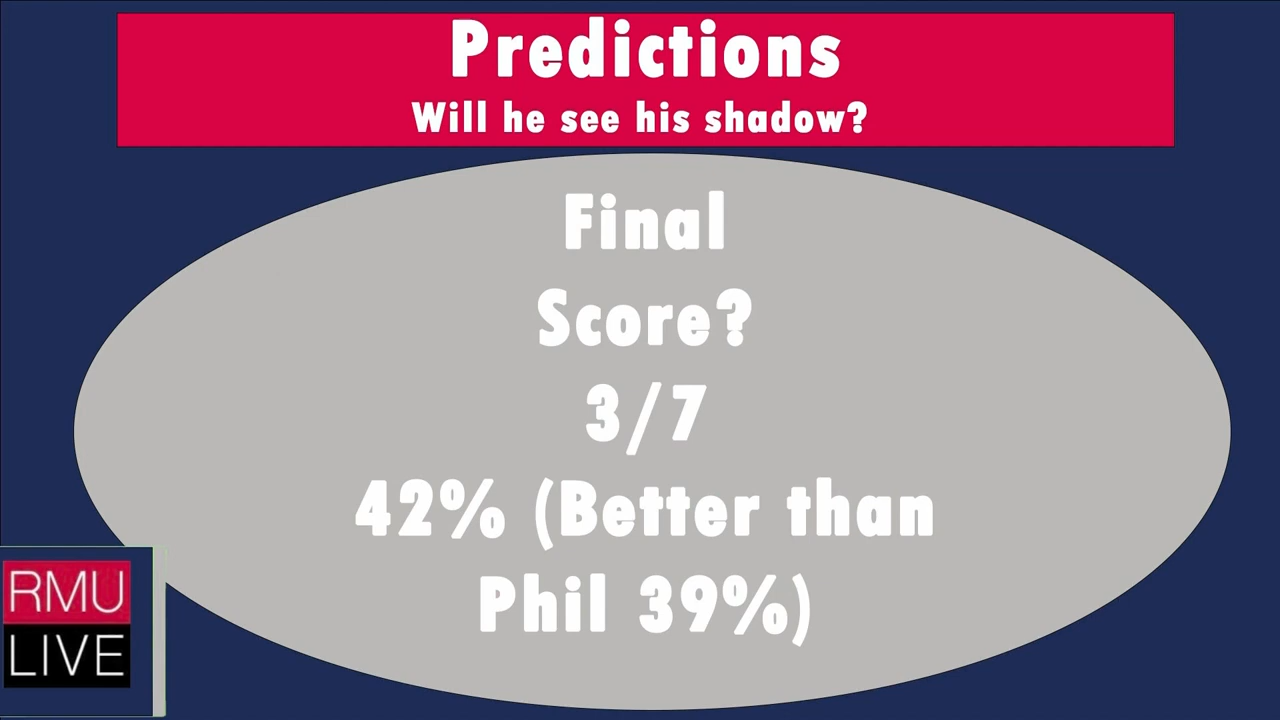 Predictions
Will he see his shadow?
Final
Score?
3/7
42% (Better than
Phil 39%)
RMU
LIVE